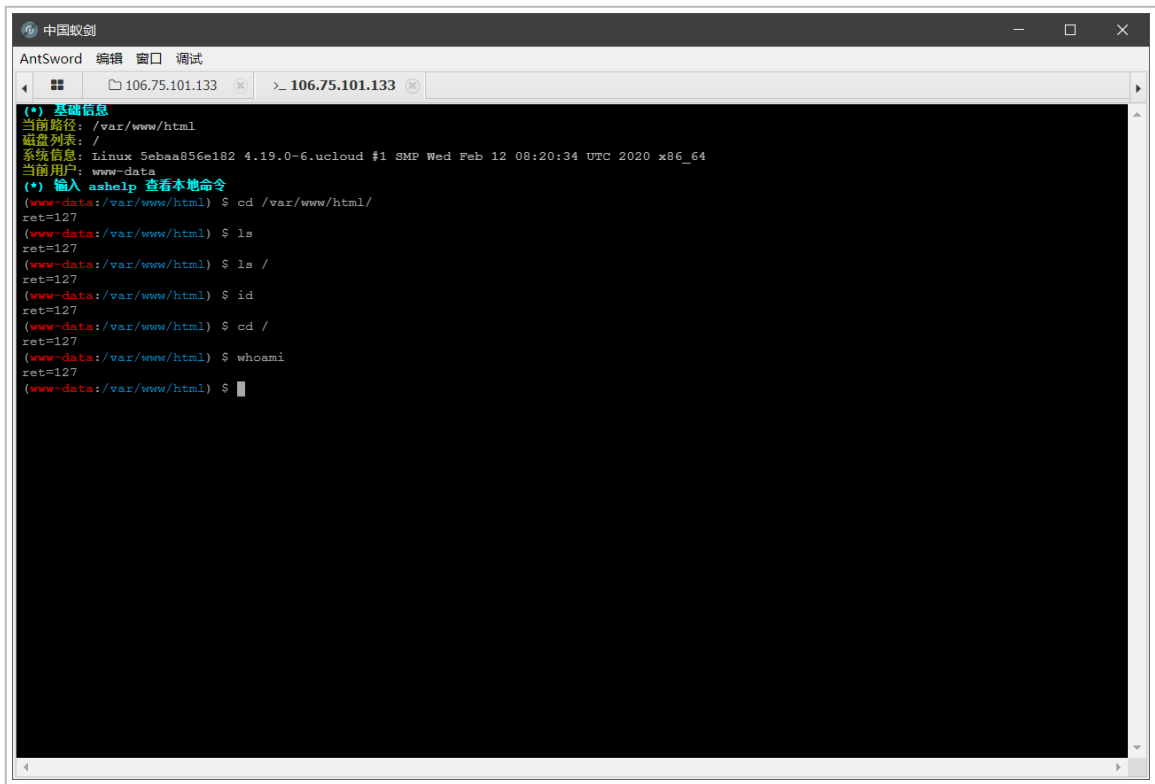 中国蚁剑
AntSword 编辑 窗口 调试
106.75.101.133 >_ 106.75.101.133
(*) 基础信息
当前路径: /var/www/html
磁盘列表: /
系统信息: Linux 5ebaa856e182 4.19.0-6.ucloud #1 SMP Wed Feb 12 08:20:34 UTC 2020 x86_64
当前用户: www-data
(*) 输入 ashelp 查看本地命令
(www-data:/var/www/html) $ cd /var/www/html/
ret=127
(www-data:/var/www/html) $ ls
ret=127
(www-data:/var/www/html) $ ls /
ret=127
(www-data:/var/www/html) $ id
ret=127
(www-data:/var/www/html) $ cd /
ret=127
(www-data:/var/www/html) $ whoami
ret=127
(www-data:/var/www/html) $